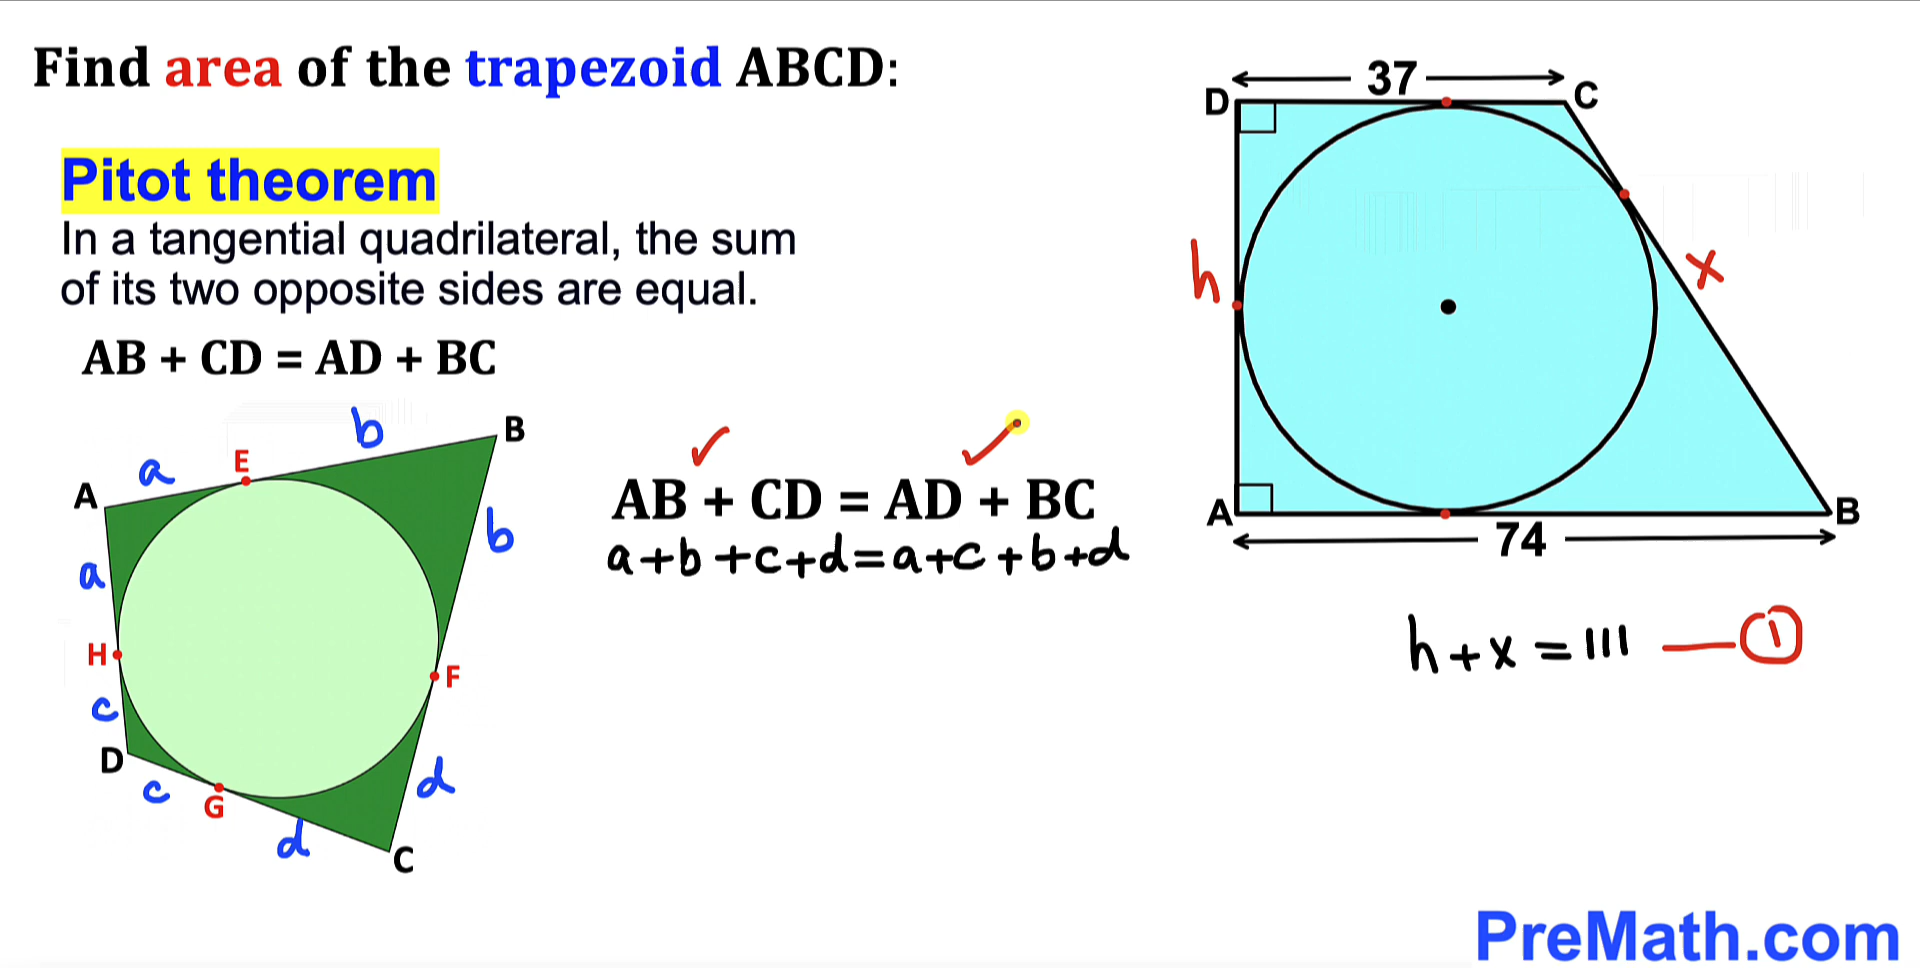 Find area of the trapezoid ABCD:
Pitot theorem
In a tangential quadrilateral, the sum
of its two opposite sides are equal.
AB + CD = AD + BC
b
B
a
E
A
b
a
H
F
c
D
d
c
G
d
C
AB + CD = AD + BC
a+b+c+d=a+c+b+d
37
D
C
h
x
A
B
74
h+x=111 — ①
PreMath.com